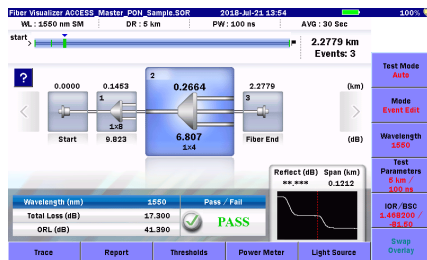 Fiber Visualizer ACCESS_Master_PON_Sample.SOR 2018-Jul-21 13:54 100%
WL : 1550 nm SM DR : 5 km PW : 100 ns AVG : 30 Sec
start
2.2779 km
Events: 3
?
0.0000 0.1453 2 0.2664 2.2779 (km)
1 3
1×8
Start 9.823 6.807 Fiber End (dB)
1×4
Reflect (dB) Span (km)
**.*** 0.1212
Wavelength (nm) 1550 Pass / Fail
Total Loss (dB) 17.300
ORL (dB) 41.390
PASS
Test Mode
Auto
Mode
Event Edit
Wavelength
1550
Test
Parameters
5 km /
100 ns
IOR/BSC
1.468200 /
-81.50
Swap
Overlay
Trace Report Thresholds Power Meter Light Source